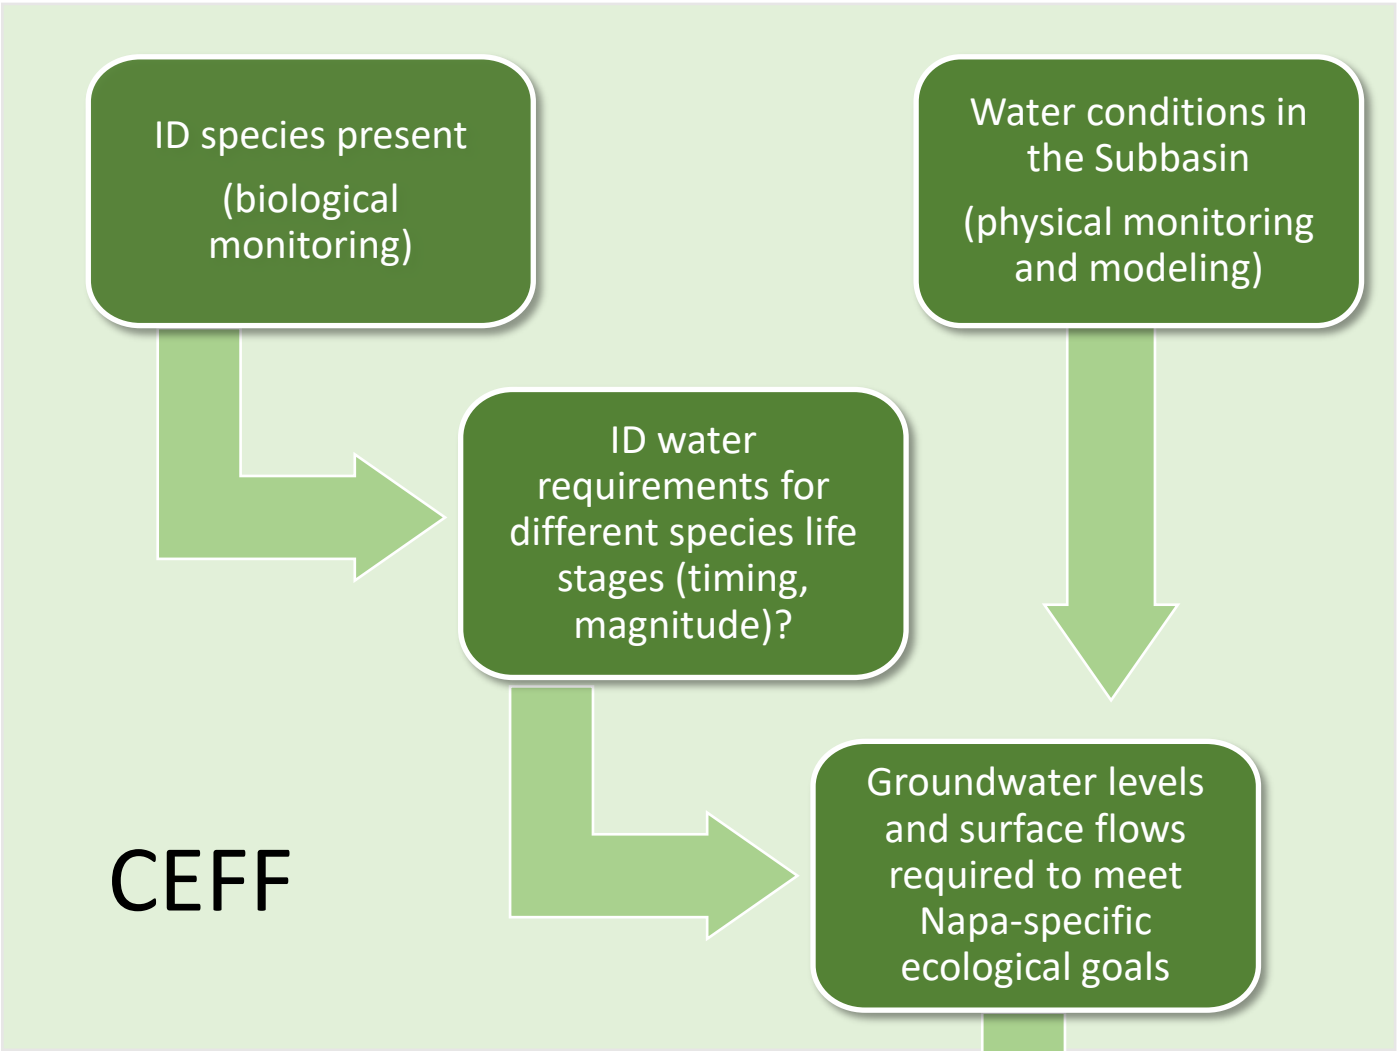 ID species present
(biological
monitoring)
Water conditions in
the Subbasin
(physical monitoring
and modeling)
ID water
requirements for
different species life
stages (timing,
magnitude)?
Groundwater levels
and surface flows
required to meet
Napa-specific
ecological goals
CEFF